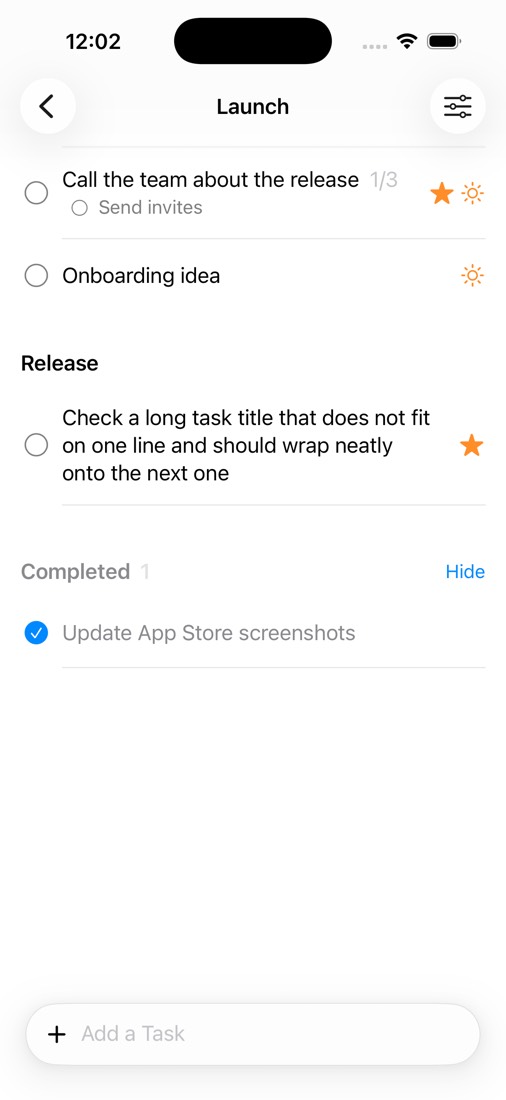 12:02
Launch
Call the team about the release 1/3
Send invites
Onboarding idea
Release
Check a long task title that does not fit
on one line and should wrap neatly
onto the next one
Completed 1
Hide
Update App Store screenshots
Add a Task